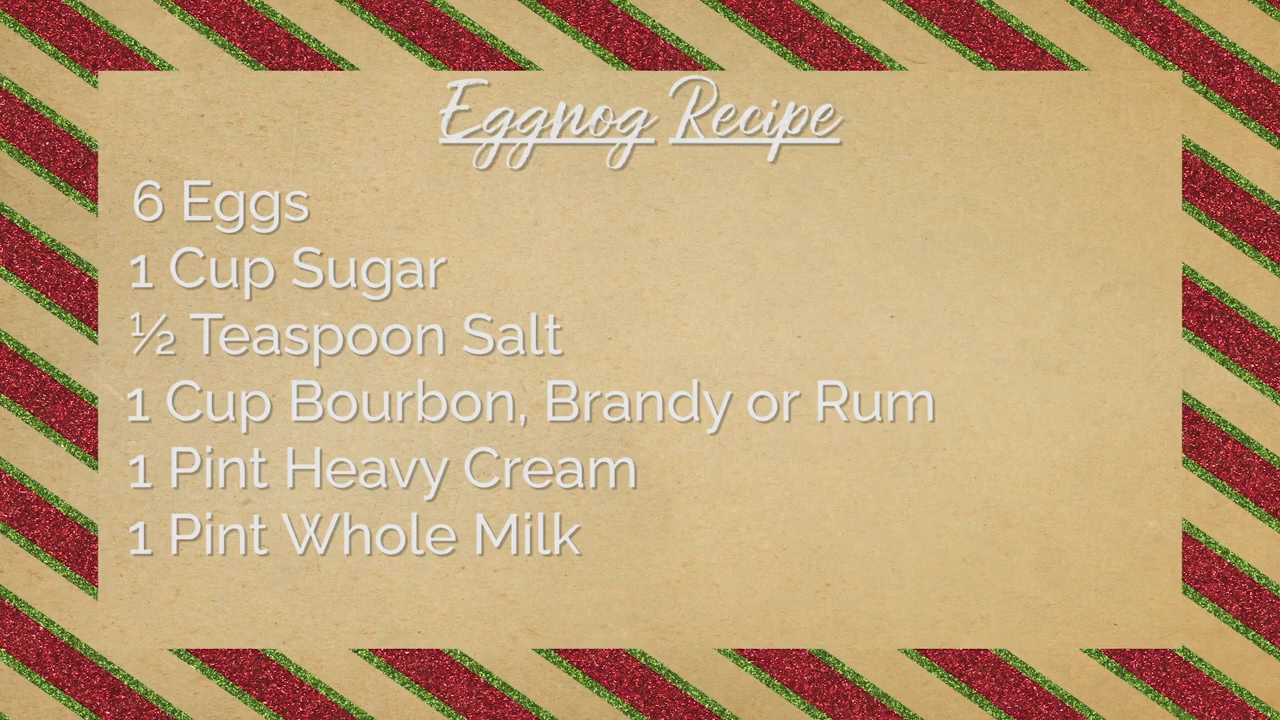 Eggnog Recipe
6 Eggs
1 Cup Sugar
½ Teaspoon Salt
1 Cup Bourbon, Brandy or Rum
1 Pint Heavy Cream
1 Pint Whole Milk